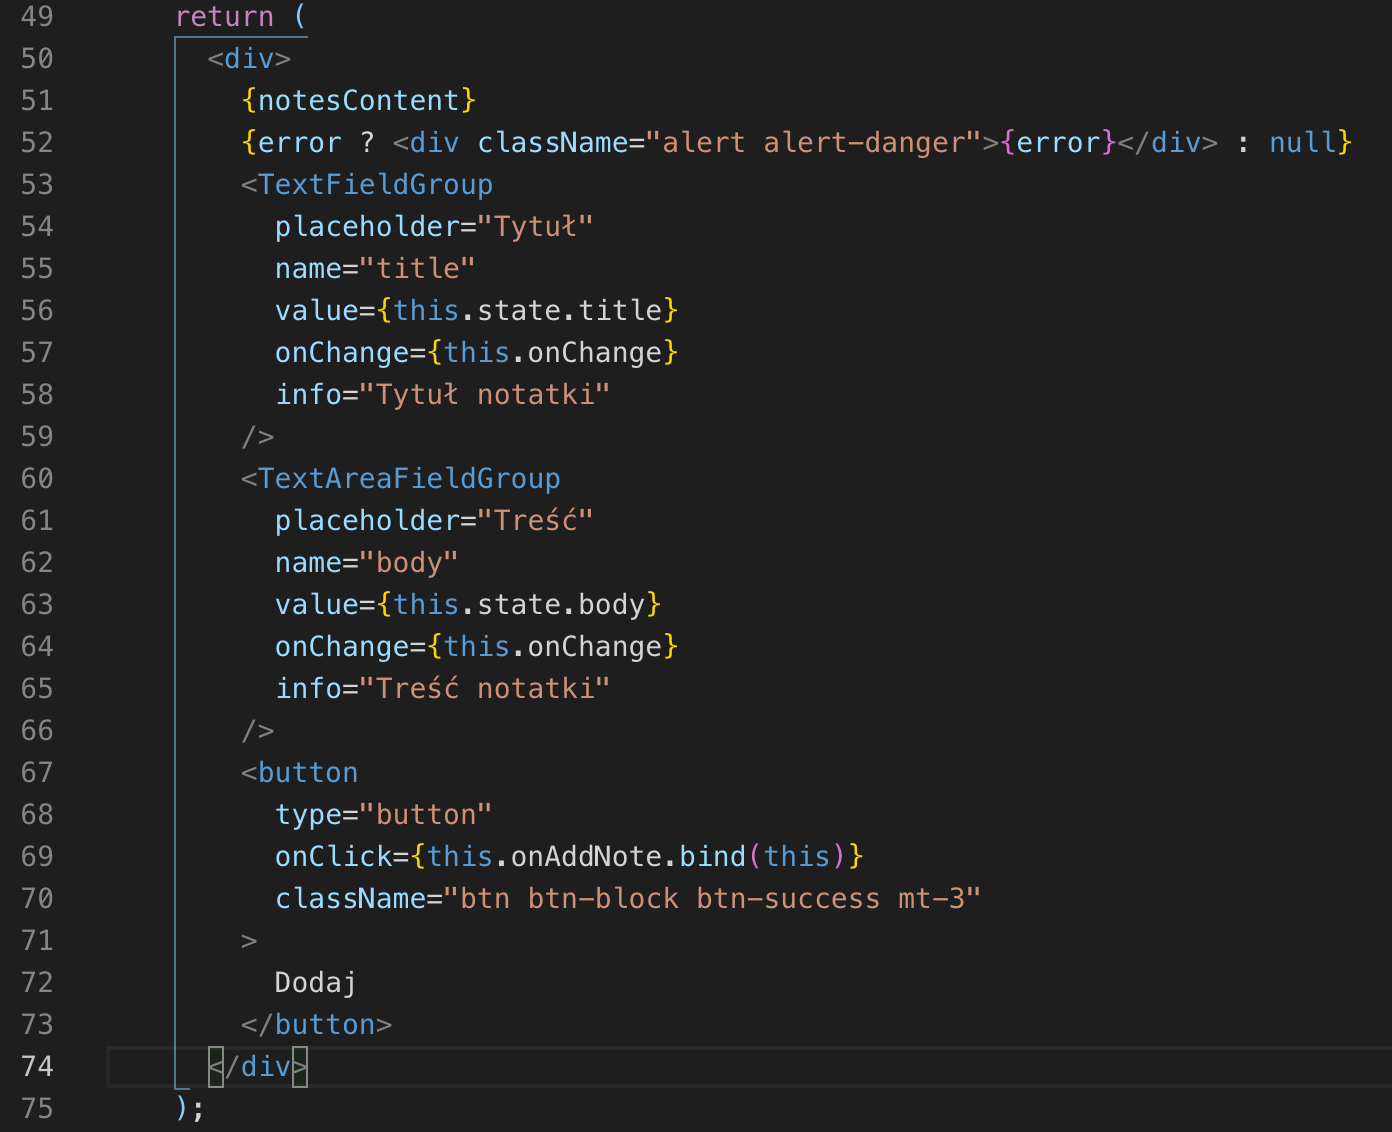 49 return (
50 <div>
51 {notesContent}
52 {error ? <div className="alert alert-danger">{error}</div> : null}
53 <TextFieldGroup
54 placeholder="Tytuł"
55 name="title"
56 value={this.state.title}
57 onChange={this.onChange}
58 info="Tytuł notatki"
59 />
60 <TextAreaFieldGroup
61 placeholder="Treść"
62 name="body"
63 value={this.state.body}
64 onChange={this.onChange}
65 info="Treść notatki"
66 />
67 <button
68 type="button"
69 onClick={this.onAddNote.bind(this)}
70 className="btn btn-block btn-success mt-3"
71 >
72 Dodaj
73 </button>
74 </div>
75 );